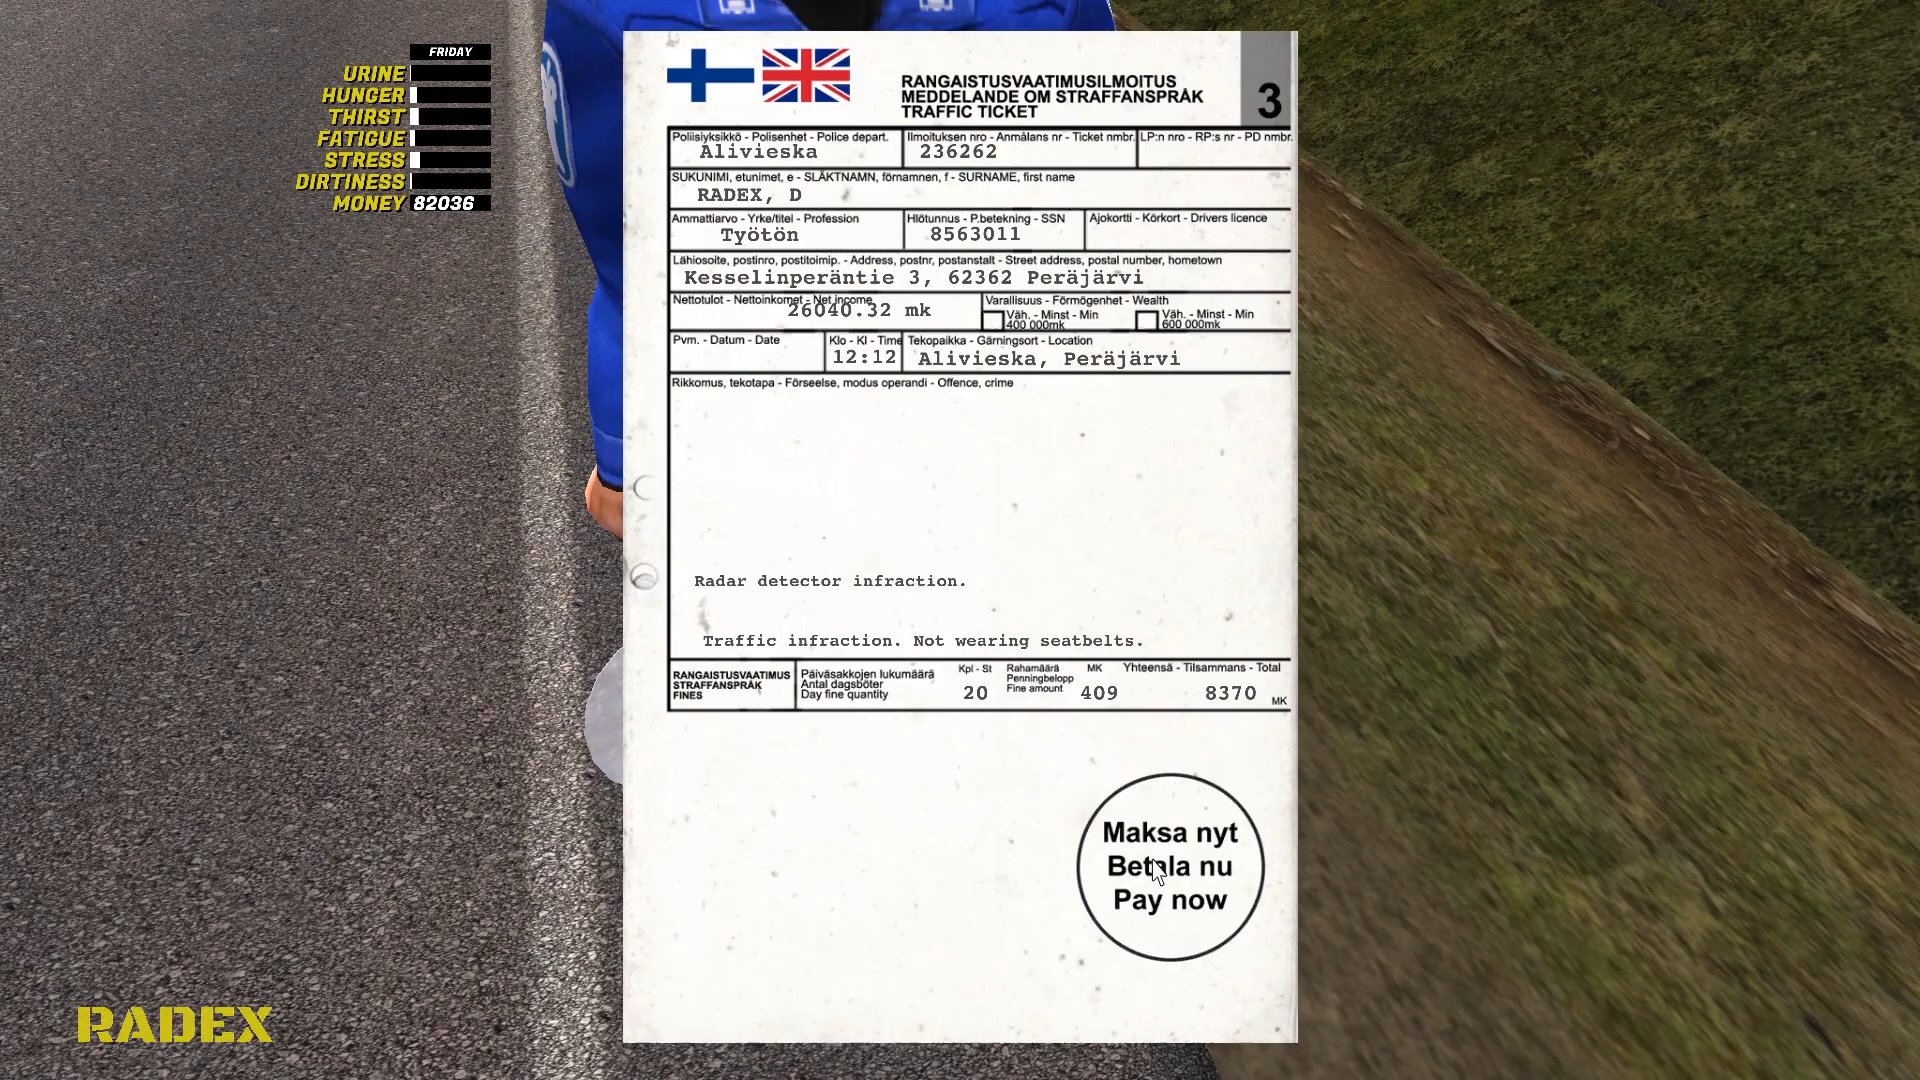 FRIDAY
URINE
HUNGER
THIRST
FATIGUE
STRESS
DIRTINESS
MONEY 82036
RANGAISTUSVAATIMUSILMOITUS
MEDDELANDE OM STRAFFANSPRÅK
TRAFFIC TICKET
3
Poliisiyksikkö - Polisenhet - Police depart.
Alivieska
Ilmoituksen nro - Anmälans nr - Ticket nmbr.
236262
LP:n nro - RP:s nr - PD nmbr.
SUKUNIMI, etunimet, e - SLÄKTNAMN, förnamnen, f - SURNAME, first name
RADEX, D
Ammattiarvo - Yrke/titel - Profession
Työtön
Hlötunnus - P.betekning - SSN
8563011
Ajokortti - Körkort - Drivers licence
Lähiosoite, postinro, postitoimip. - Address, postnr, postanstalt - Street address, postal number, hometown
Kesselinperäntie 3, 62362 Peräjärvi
Nettotulot - Nettoinkomet - Net income
26040.32 mk
Varallisuus - Förmögenhet - Wealth
Väh. - Minst - Min
400 000mk
Väh. - Minst - Min
600 000mk
Pvm. - Datum - Date
Klo - Kl - Time
12:12
Tekopaikka - Gärningsort - Location
Alivieska, Peräjärvi
Rikkomus, tekotapa - Förseelse, modus operandi - Offence, crime
Radar detector infraction.
Traffic infraction. Not wearing seatbelts.
RANGAISTUSVAATIMUS
STRAFFANSPRÅK
FINES
Päiväsakkojen lukumäärä
Antal dagsböter
Day fine quantity
Kpl - St
20
Rahamäärä
Penningbelopp
Fine amount
MK
409
Yhteensä - Tilsammans - Total
8370
MK
Maksa nyt
Betala nu
Pay now
RADEX